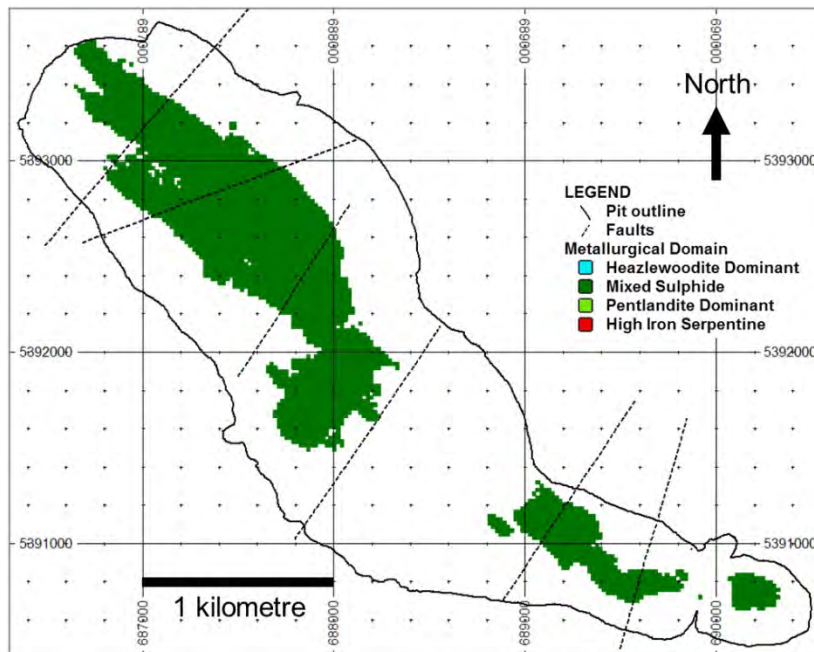 687000
688000
689000
690000
North
5393000
5393000
LEGEND
Pit outline
Faults
Metallurgical Domain
Heazlewoodite Dominant
Mixed Sulphide
Pentlandite Dominant
High Iron Serpentine
5392000
5392000
5391000
5391000
1 kilometre
687000
688000
689000
690000